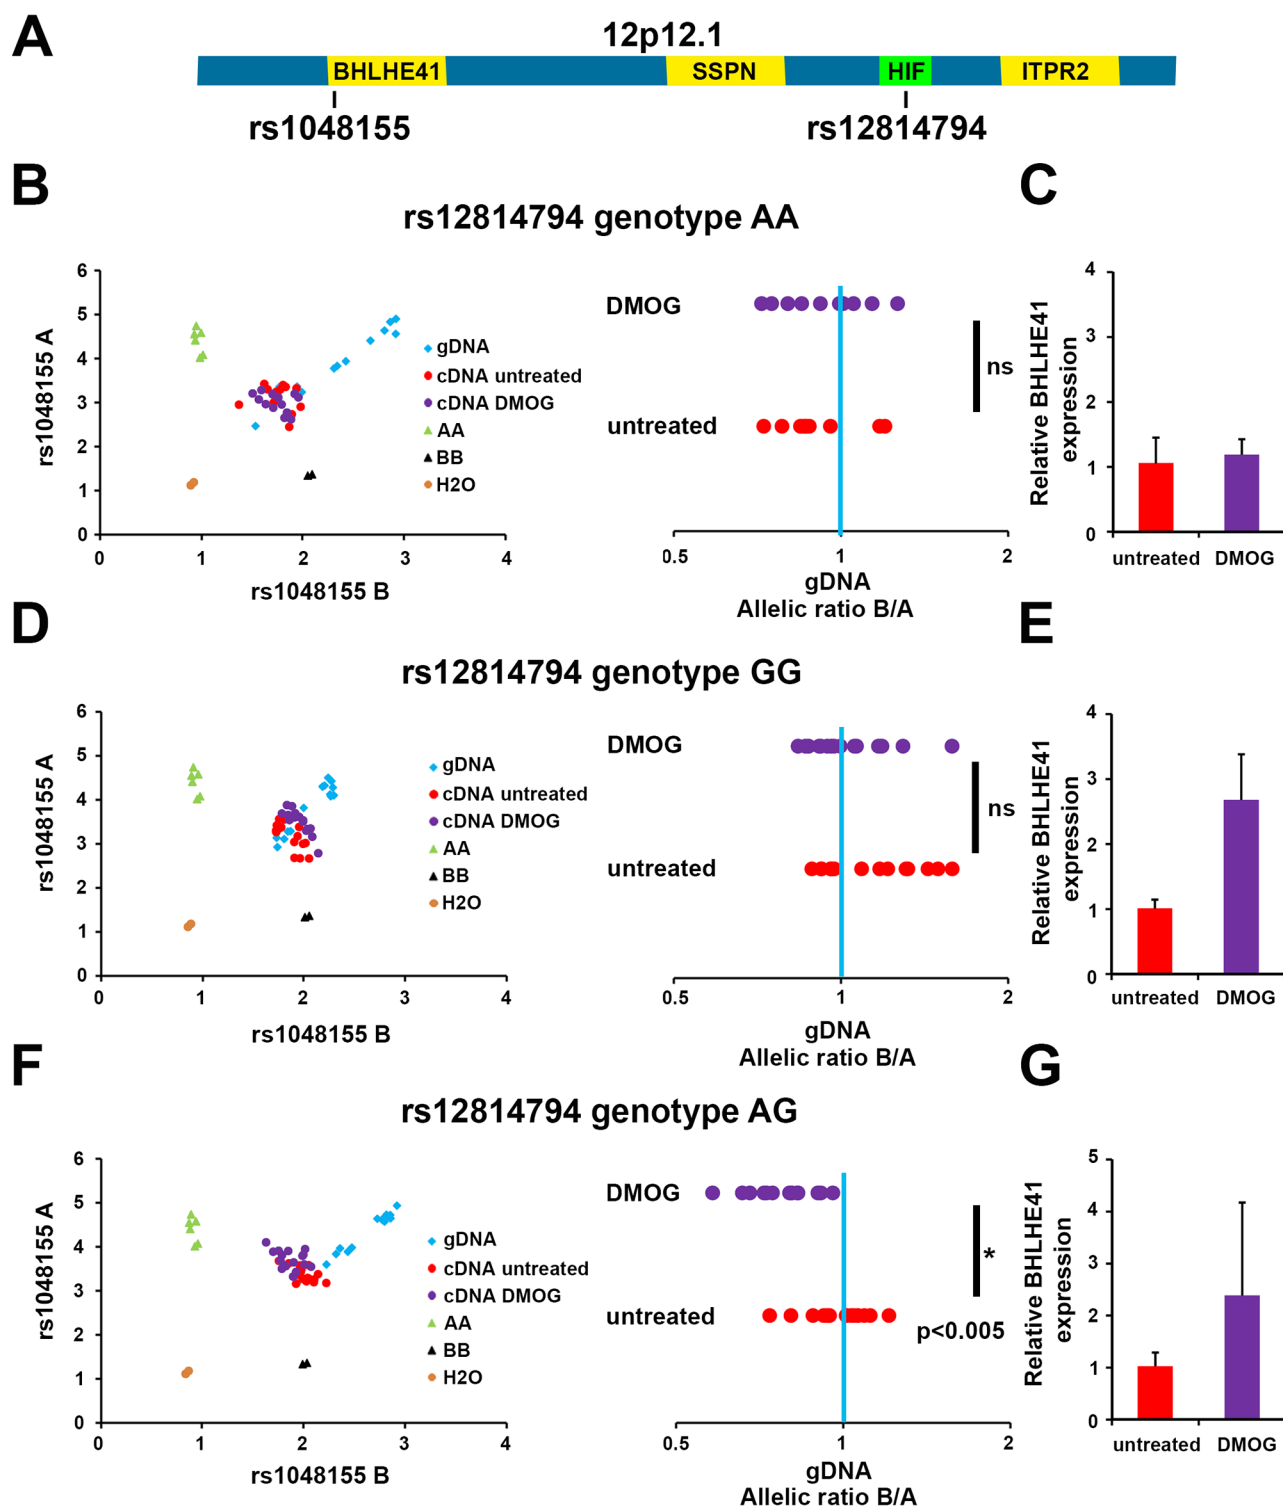 A
12p12.1
BHLHE41
SSPN
HIF
ITPR2
rs1048155
rs12814794
B
rs12814794 genotype AA
6
5
4
3
2
1
0
rs1048155 A
0
1
2
3
4
rs1048155 B
gDNA
cDNA untreated
cDNA DMOG
AA
BB
H2O
DMOG
untreated
ns
0.5
1
2
gDNA
Allelic ratio B/A
C
Relative BHLHE41
expression
4
3
2
1
0
untreated
DMOG
D
rs12814794 genotype GG
6
5
4
3
2
1
0
rs1048155 A
0
1
2
3
4
rs1048155 B
gDNA
cDNA untreated
cDNA DMOG
AA
BB
H2O
DMOG
untreated
ns
0.5
1
2
gDNA
Allelic ratio B/A
E
Relative BHLHE41
expression
4
3
2
1
0
untreated
DMOG
F
rs12814794 genotype AG
6
5
4
3
2
1
0
rs1048155 A
0
1
2
3
4
rs1048155 B
gDNA
cDNA untreated
cDNA DMOG
AA
BB
H2O
DMOG
untreated
*
p<0.005
0.5
1
2
gDNA
Allelic ratio B/A
G
Relative BHLHE41
expression
5
4
3
2
1
0
untreated
DMOG